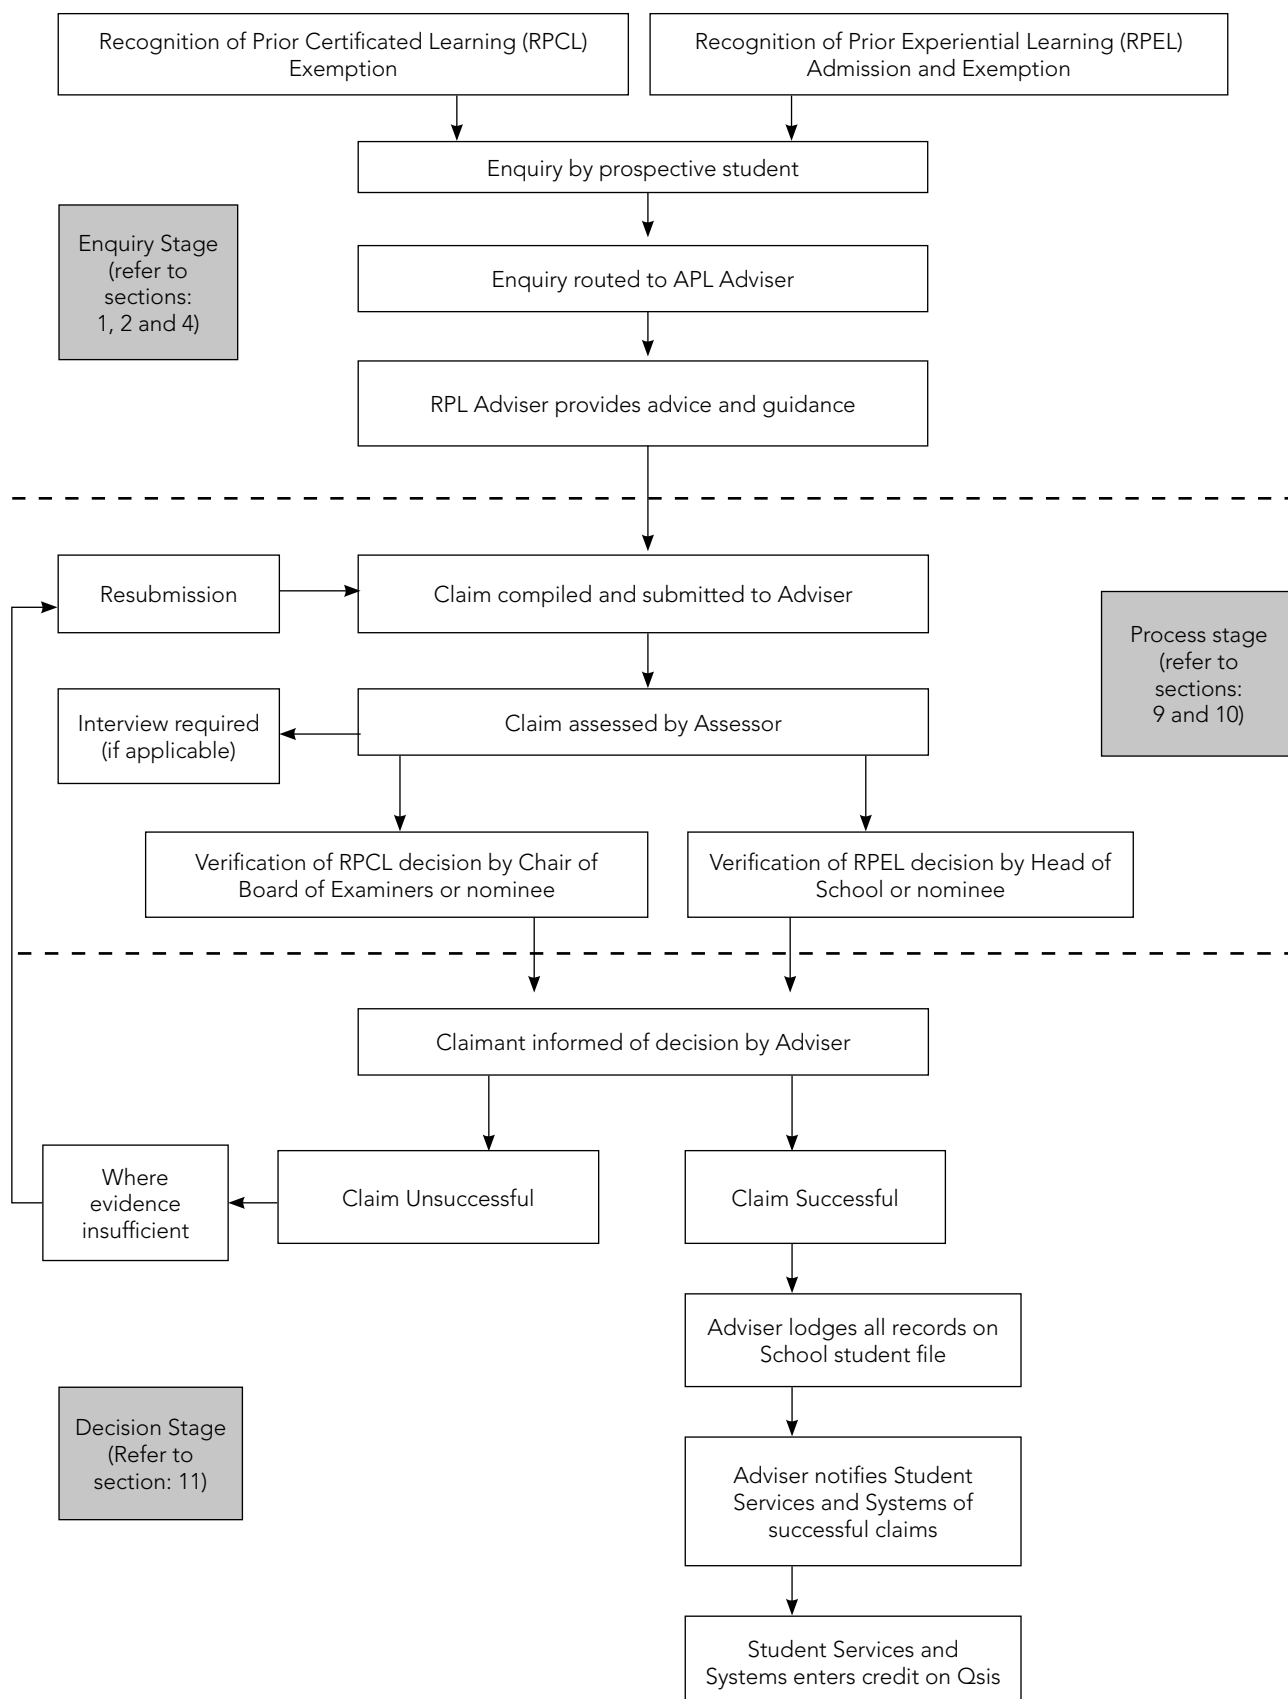 Recognition of Prior Certificated Learning (RPCL)
Exemption
Recognition of Prior Experiential Learning (RPEL)
Admission and Exemption
Enquiry by prospective student
Enquiry Stage
(refer to
sections:
1, 2 and 4)
Enquiry routed to APL Adviser
RPL Adviser provides advice and guidance
Resubmission
Claim compiled and submitted to Adviser
Process stage
(refer to
sections:
9 and 10)
Interview required
(if applicable)
Claim assessed by Assessor
Verification of RPCL decision by Chair of
Board of Examiners or nominee
Verification of RPEL decision by Head of
School or nominee
Claimant informed of decision by Adviser
Where
evidence
insufficient
Claim Unsuccessful
Claim Successful
Adviser lodges all records on
School student file
Decision Stage
(Refer to
section: 11)
Adviser notifies Student
Services and Systems of
successful claims
Student Services and
Systems enters credit on Qsis